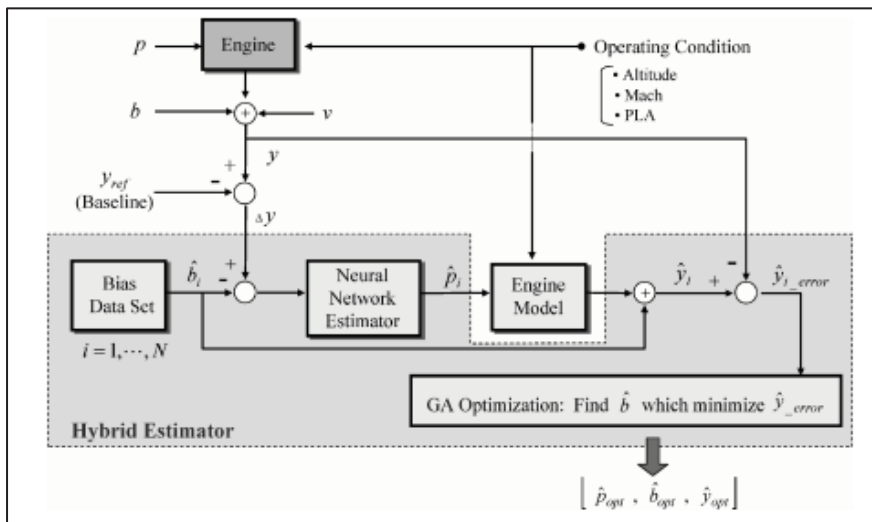 p
Engine
Operating Condition
• Altitude
• Mach
• PLA
b
+
v
+
y
-
y_ref
(Baseline)
Δy
+
-
b̂_i
Bias
Data Set
Neural
Network
Estimator
p̂_i
Engine
Model
+
ŷ_i
+
-
ŷ_i_error
i = 1, ⋯, N
GA Optimization: Find b̂ which minimize ŷ_error
Hybrid Estimator
⌊ p̂_opt , b̂_opt , ŷ_opt ⌋